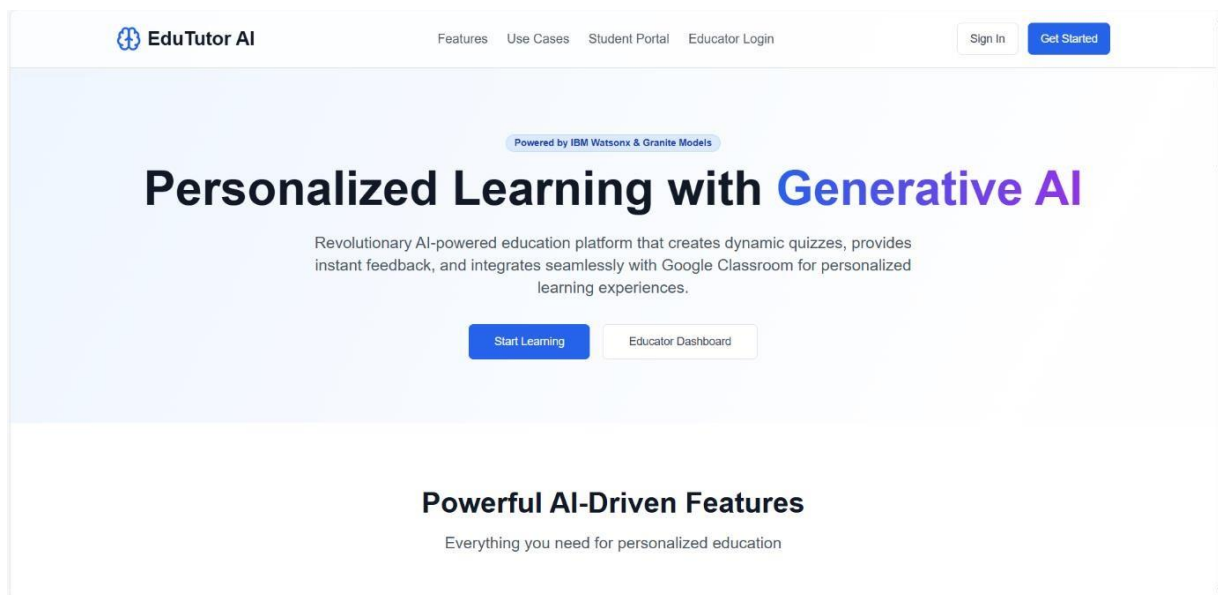 EduTutor AI
Features Use Cases Student Portal Educator Login
Sign In Get Started
Powered by IBM Watsonx & Granite Models
Personalized Learning with Generative AI
Revolutionary AI-powered education platform that creates dynamic quizzes, provides
instant feedback, and integrates seamlessly with Google Classroom for personalized
learning experiences.
Start Learning Educator Dashboard
Powerful AI-Driven Features
Everything you need for personalized education